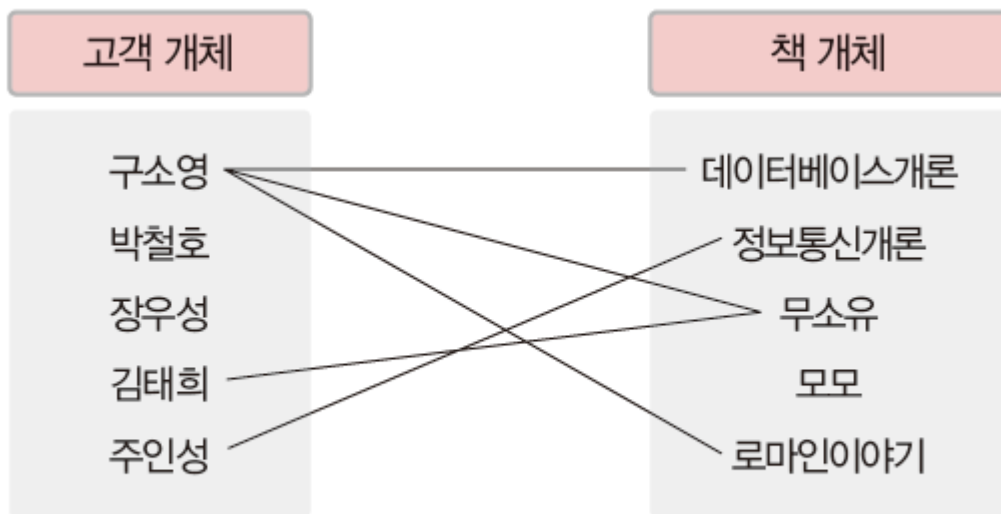 고객 개체
책 개체
구소영
데이터베이스개론
박철호
정보통신개론
장우성
무소유
김태희
모모
주인성
로마인이야기